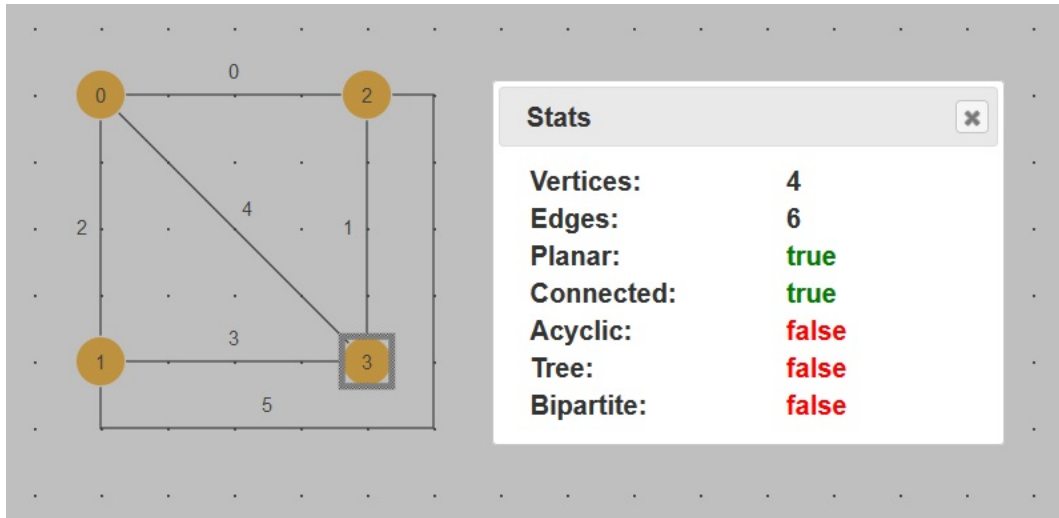 0
0 2
4
2 1
3
1 3
5
Stats
Vertices: 4
Edges: 6
Planar: true
Connected: true
Acyclic: false
Tree: false
Bipartite: false